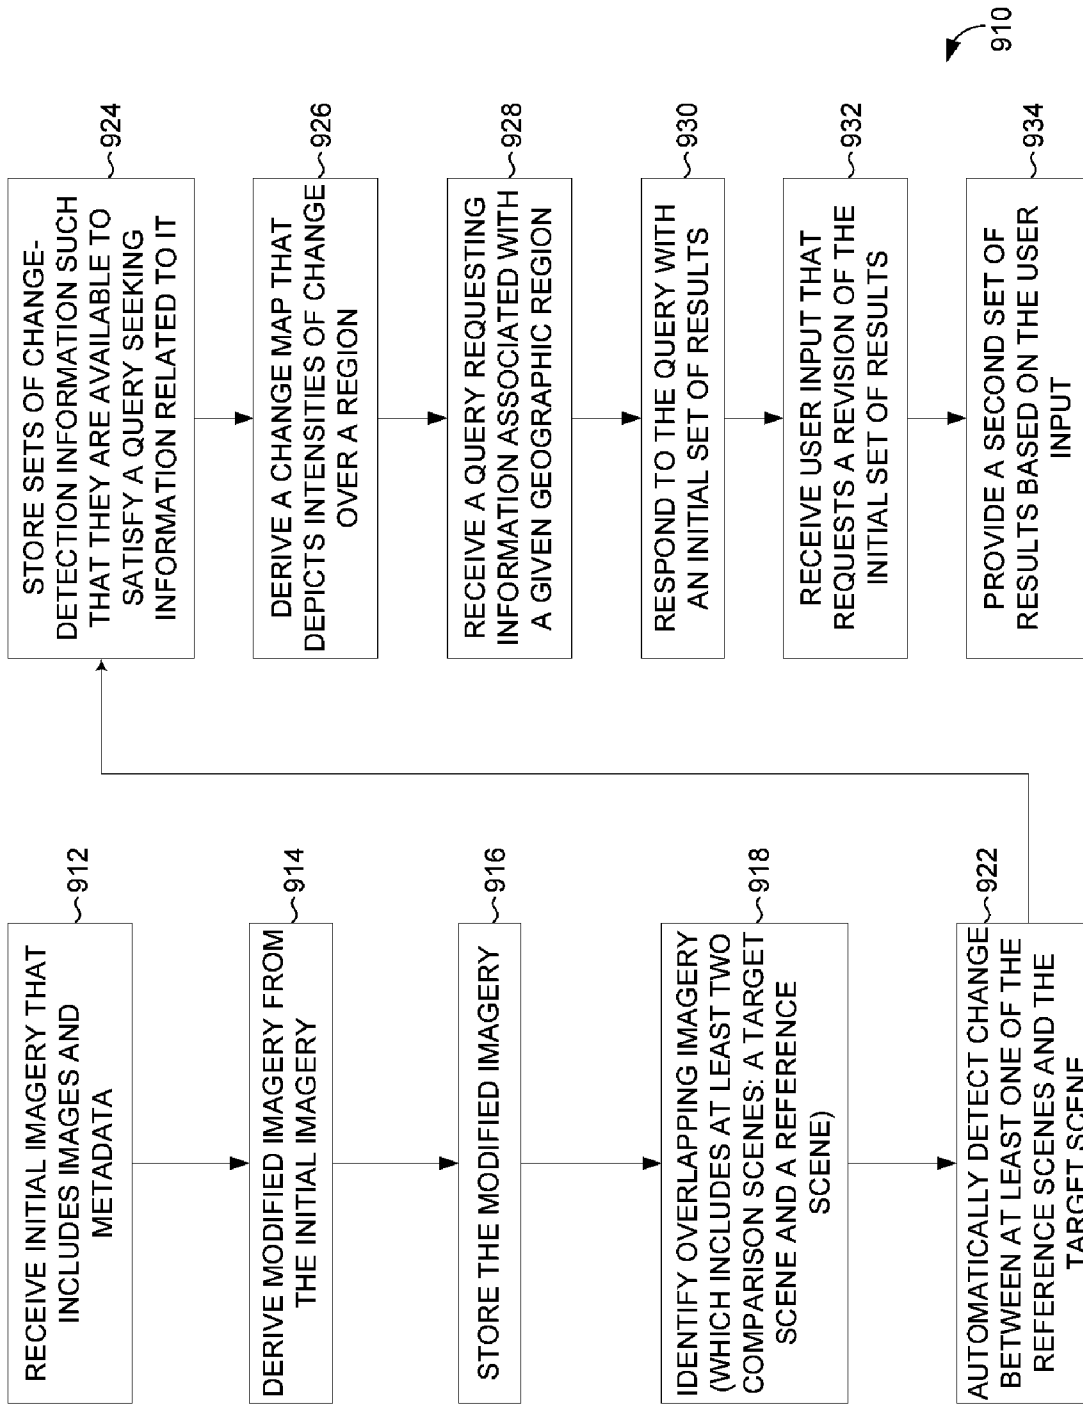 RECEIVE INITIAL IMAGERY THAT
INCLUDES IMAGES AND
METADATA
912
DERIVE MODIFIED IMAGERY FROM
THE INITIAL IMAGERY
914
STORE THE MODIFIED IMAGERY
916
IDENTIFY OVERLAPPING IMAGERY
(WHICH INCLUDES AT LEAST TWO
COMPARISON SCENES: A TARGET
SCENE AND A REFERENCE
SCENE)
918
AUTOMATICALLY DETECT CHANGE
BETWEEN AT LEAST ONE OF THE
REFERENCE SCENES AND THE
TARGET SCENE
922
STORE SETS OF CHANGE-
DETECTION INFORMATION SUCH
THAT THEY ARE AVAILABLE TO
SATISFY A QUERY SEEKING
INFORMATION RELATED TO IT
924
DERIVE A CHANGE MAP THAT
DEPICTS INTENSITIES OF CHANGE
OVER A REGION
926
RECEIVE A QUERY REQUESTING
INFORMATION ASSOCIATED WITH
A GIVEN GEOGRAPHIC REGION
928
RESPOND TO THE QUERY WITH
AN INITIAL SET OF RESULTS
930
RECEIVE USER INPUT THAT
REQUESTS A REVISION OF THE
INITIAL SET OF RESULTS
932
PROVIDE A SECOND SET OF
RESULTS BASED ON THE USER
INPUT
934
910